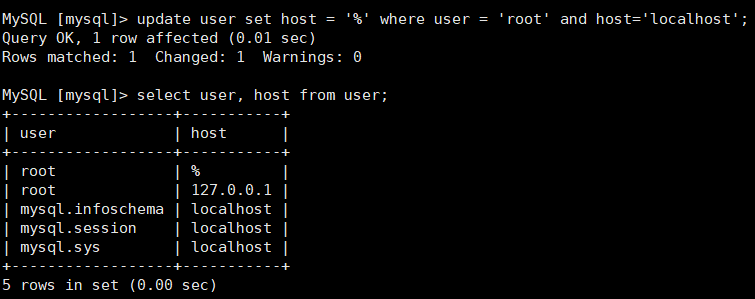 MySQL [mysql]> update user set host = '%' where user = 'root' and host='localhost';
Query OK, 1 row affected (0.01 sec)
Rows matched: 1  Changed: 1  Warnings: 0

MySQL [mysql]> select user, host from user;
+------------------+-----------+
| user             | host      |
+------------------+-----------+
| root             | %         |
| root             | 127.0.0.1 |
| mysql.infoschema | localhost |
| mysql.session    | localhost |
| mysql.sys        | localhost |
+------------------+-----------+
5 rows in set (0.00 sec)